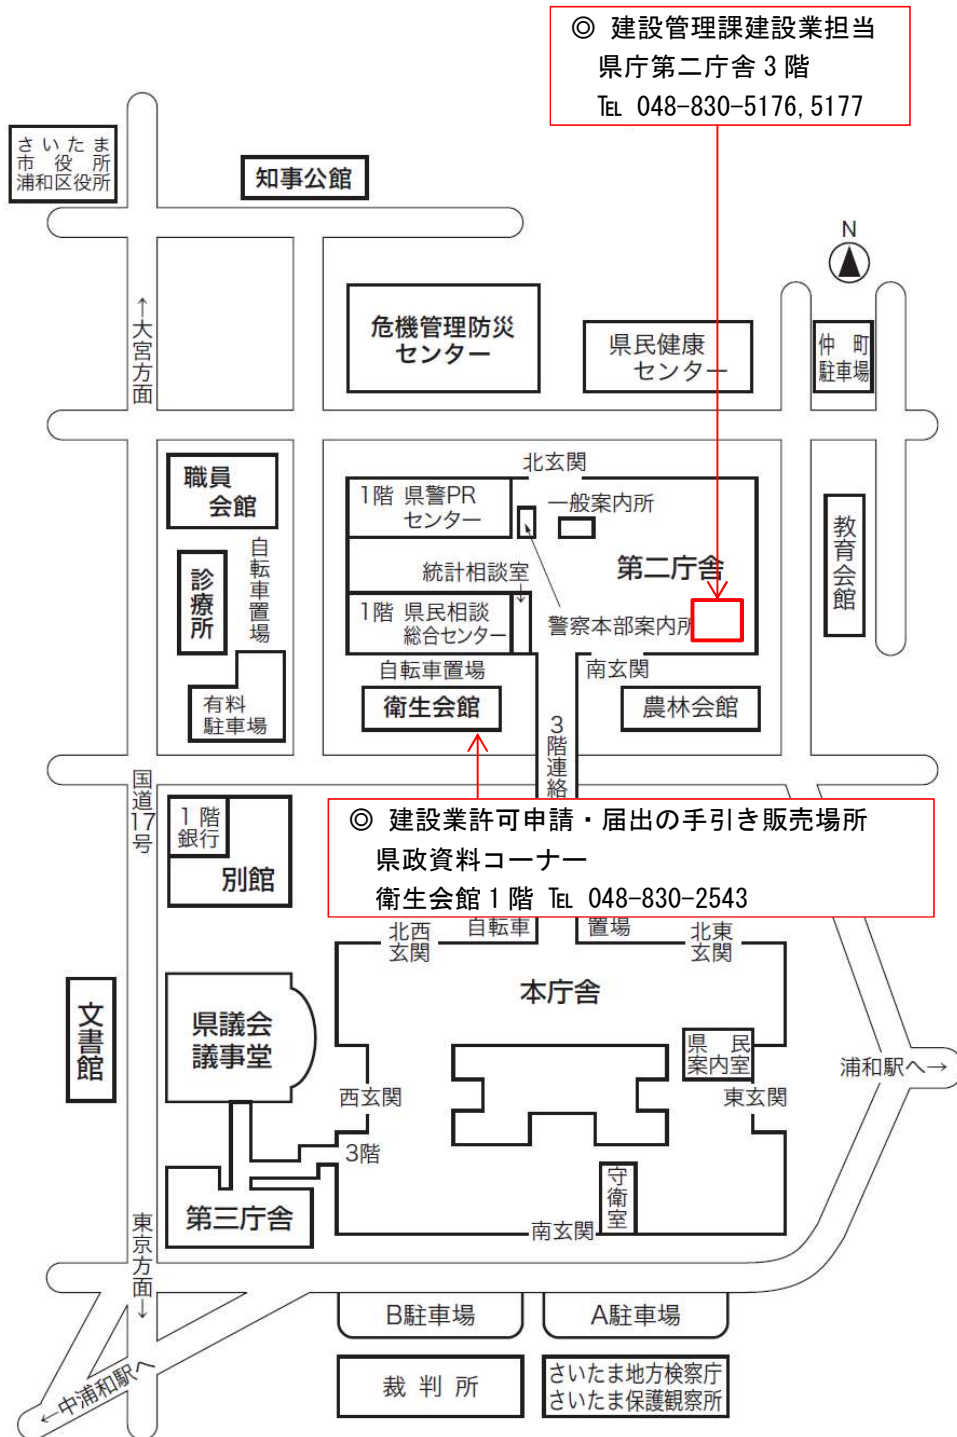 ◎ 建設管理課建設業担当
県庁第二庁舎3階
℡ 048-830-5176,5177
さいたま
市役所
浦和区役所
知事公館
N
↑大宮方面
危機管理防災
センター
県民健康
センター
仲町
駐車場
北玄関
職員
会館
1階 県警PR
センター
一般案内所
教育会館
自転車置場
診療所
統計相談室
↓
第二庁舎
1階 県民相談
総合センター
警察本部案内所
自転車置場
南玄関
有料
駐車場
衛生会館
農林会館
3階連絡
国道17号
1階
銀行
別館
◎ 建設業許可申請・届出の手引き販売場所
県政資料コーナー
衛生会館1階 ℡ 048-830-2543
北西
玄関
自転車
置場
北東
玄関
本庁舎
文書館
県議会
議事堂
県民
案内室
浦和駅へ→
西玄関
東玄関
3階
守衛室
第三庁舎
南玄関
東京方面↓
B駐車場
A駐車場
←中浦和駅へ
裁判所
さいたま地方検察庁
さいたま保護観察所